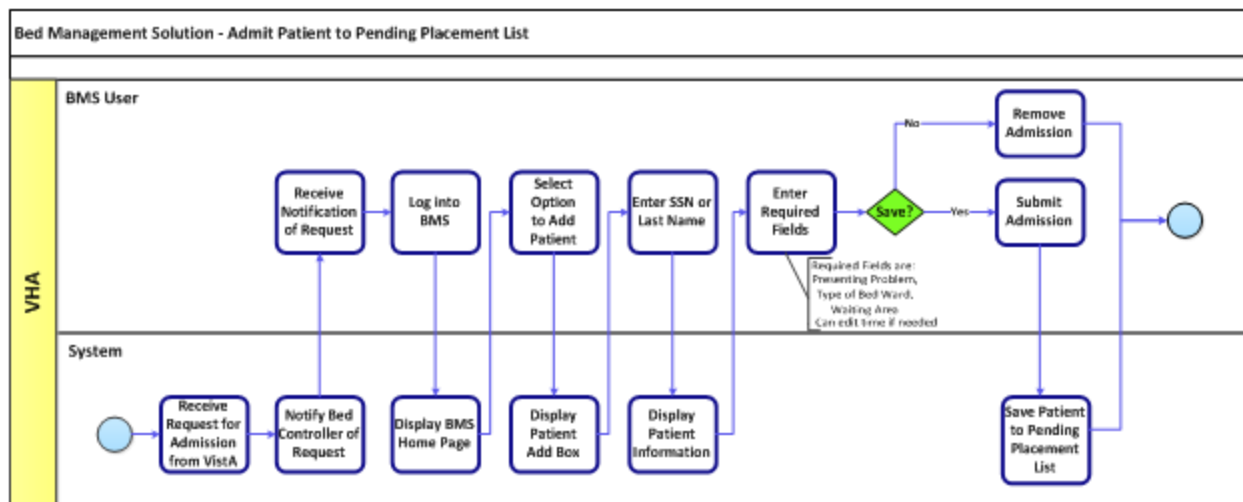 Bed Management Solution - Admit Patient to Pending Placement List
VHA
BMS User
Receive
Notification
of Request
Log into
BMS
Select
Option
to Add
Patient
Enter SSN or
Last Name
Enter
Required
Fields
Save?
No
Yes
Remove
Admission
Submit
Admission
Required Fields are:
Presenting Problem,
Type of Bed Ward,
Waiting Area
Can edit time if needed
System
Receive
Request for
Admission
from VistA
Notify Bed
Controller of
Request
Display BMS
Home Page
Display
Patient
Add Box
Display
Patient
Information
Save Patient
to Pending
Placement
List